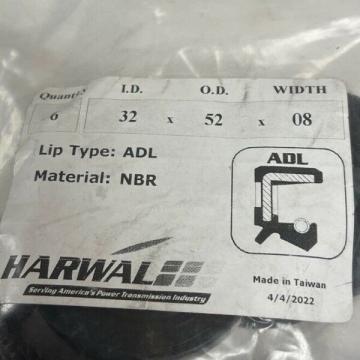 Quantity I.D. O.D. WIDTH
6 32 x 52 x 08
Lip Type: ADL
Material: NBR
ADL
HARWAL
Serving America's Power Transmission Industry
Made in Taiwan
4/4/2022